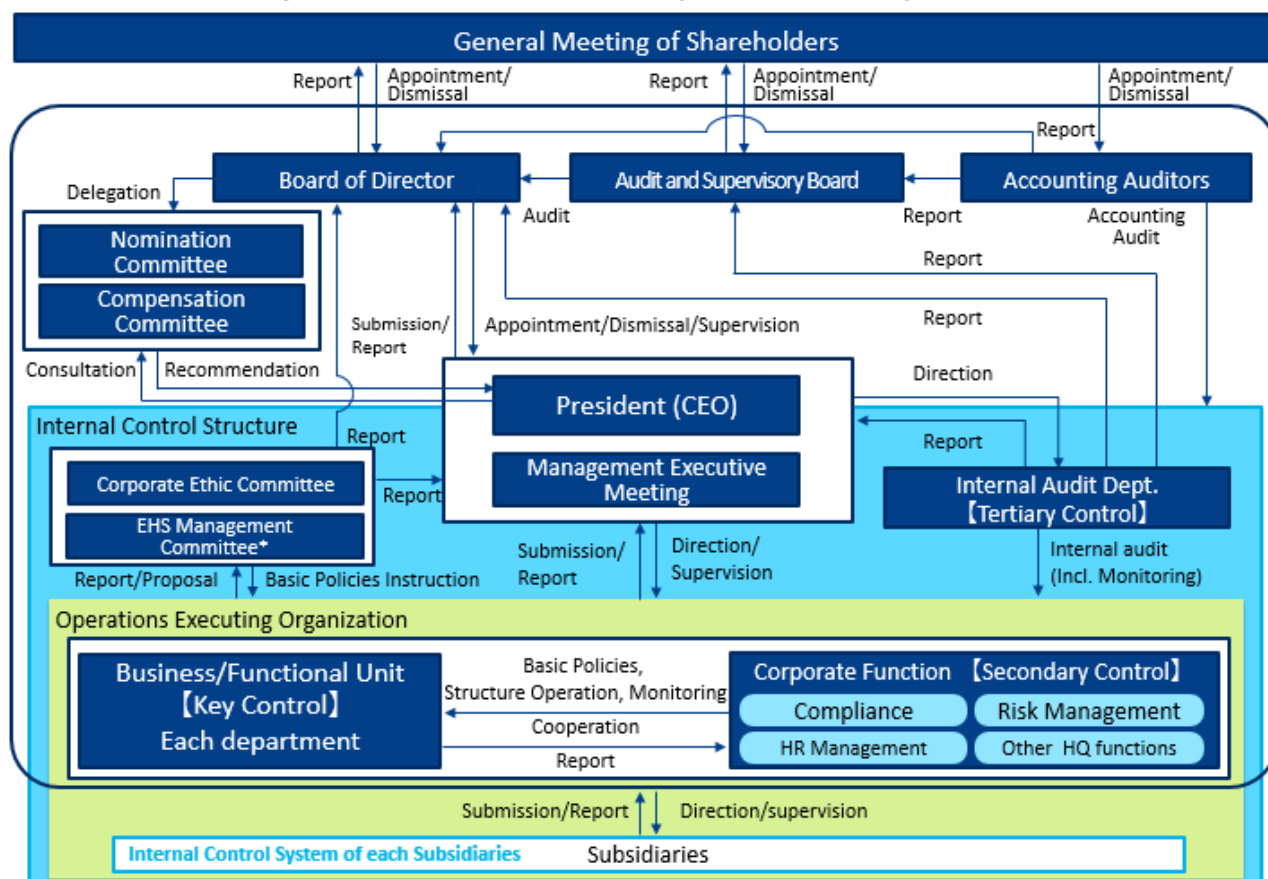 General Meeting of Shareholders
Report
Appointment/
Dismissal
Report
Appointment/
Dismissal
Appointment/
Dismissal
Report
Board of Director
Audit and Supervisory Board
Accounting Auditors
Delegation
Audit
Report
Accounting
Audit
Nomination
Committee
Report
Compensation
Committee
Submission/
Report
Appointment/Dismissal/Supervision
Report
Consultation
Recommendation
Direction
President (CEO)
Internal Control Structure
Report
Report
Management Executive
Meeting
Corporate Ethic Committee
Report
Internal Audit Dept.
【Tertiary Control】
EHS Management
Committee*
Report/Proposal
Basic Policies Instruction
Submission/
Report
Direction/
Supervision
Internal audit
(Incl. Monitoring)
Operations Executing Organization
Business/Functional Unit
【Key Control】
Each department
Basic Policies,
Structure Operation, Monitoring
Cooperation
Report
Corporate Function 【Secondary Control】
Compliance
Risk Management
HR Management
Other HQ functions
Submission/Report
Direction/supervision
Internal Control System of each Subsidiaries
Subsidiaries